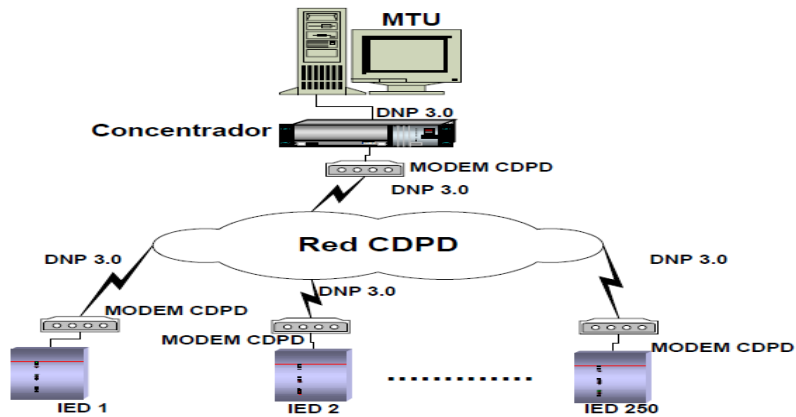 MTU
DNP 3.0
Concentrador
MODEM CDPD
DNP 3.0
Red CDPD
DNP 3.0
DNP 3.0
DNP 3.0
MODEM CDPD
MODEM CDPD
MODEM CDPD
IED 1
IED 2
IED 250